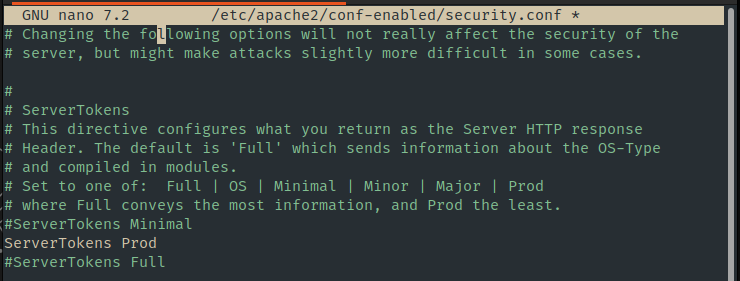 GNU nano 7.2 /etc/apache2/conf-enabled/security.conf *
# Changing the following options will not really affect the security of the
# server, but might make attacks slightly more difficult in some cases.
#
# ServerTokens
# This directive configures what you return as the Server HTTP response
# Header. The default is 'Full' which sends information about the OS-Type
# and compiled in modules.
# Set to one of:  Full | OS | Minimal | Minor | Major | Prod
# where Full conveys the most information, and Prod the least.
#ServerTokens Minimal
ServerTokens Prod
#ServerTokens Full